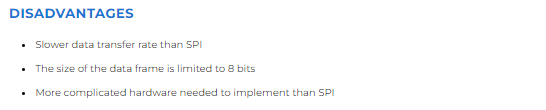 DISADVANTAGES
Slower data transfer rate than SPI
The size of the data frame is limited to 8 bits
More complicated hardware needed to implement than SPI